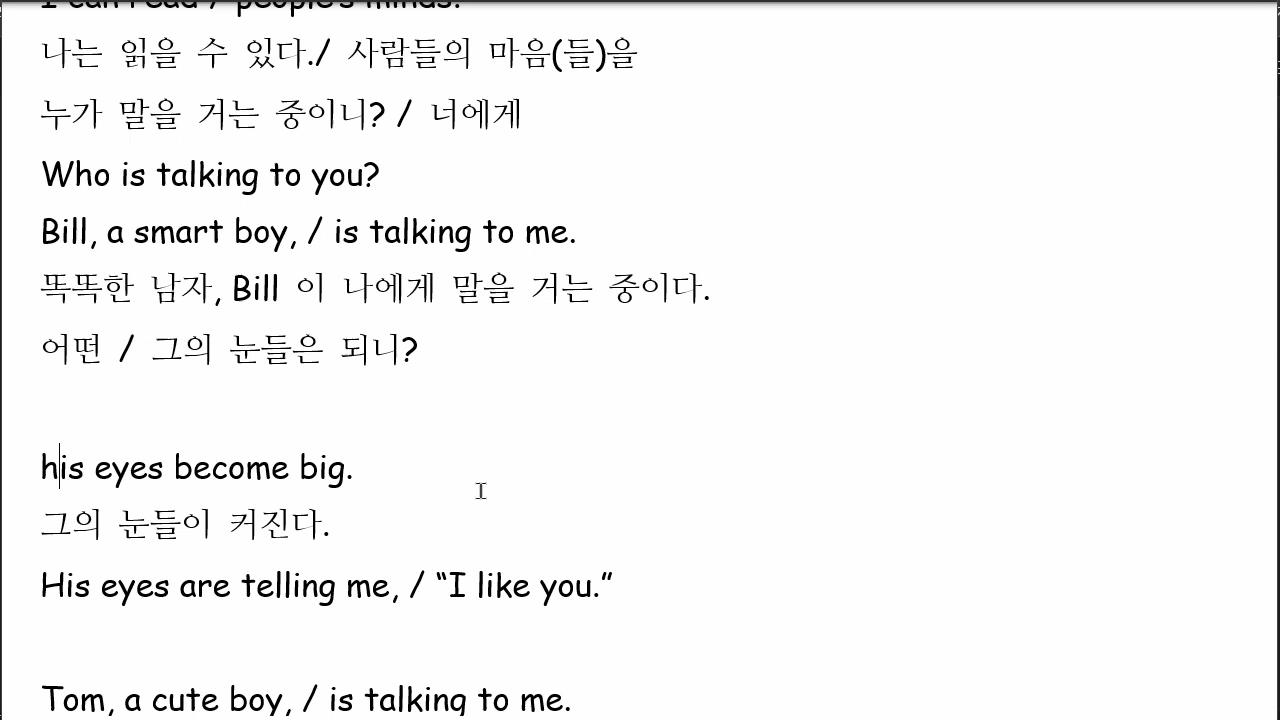 I can read / people's minds.
나는 읽을 수 있다./ 사람들의 마음(들)을
누가 말을 거는 중이니? / 너에게
Who is talking to you?
Bill, a smart boy, / is talking to me.
똑똑한 남자, Bill 이 나에게 말을 거는 중이다.
어떤 / 그의 눈들은 되니?
his eyes become big.
그의 눈들이 커진다.
His eyes are telling me, / “I like you.”
Tom, a cute boy, / is talking to me.